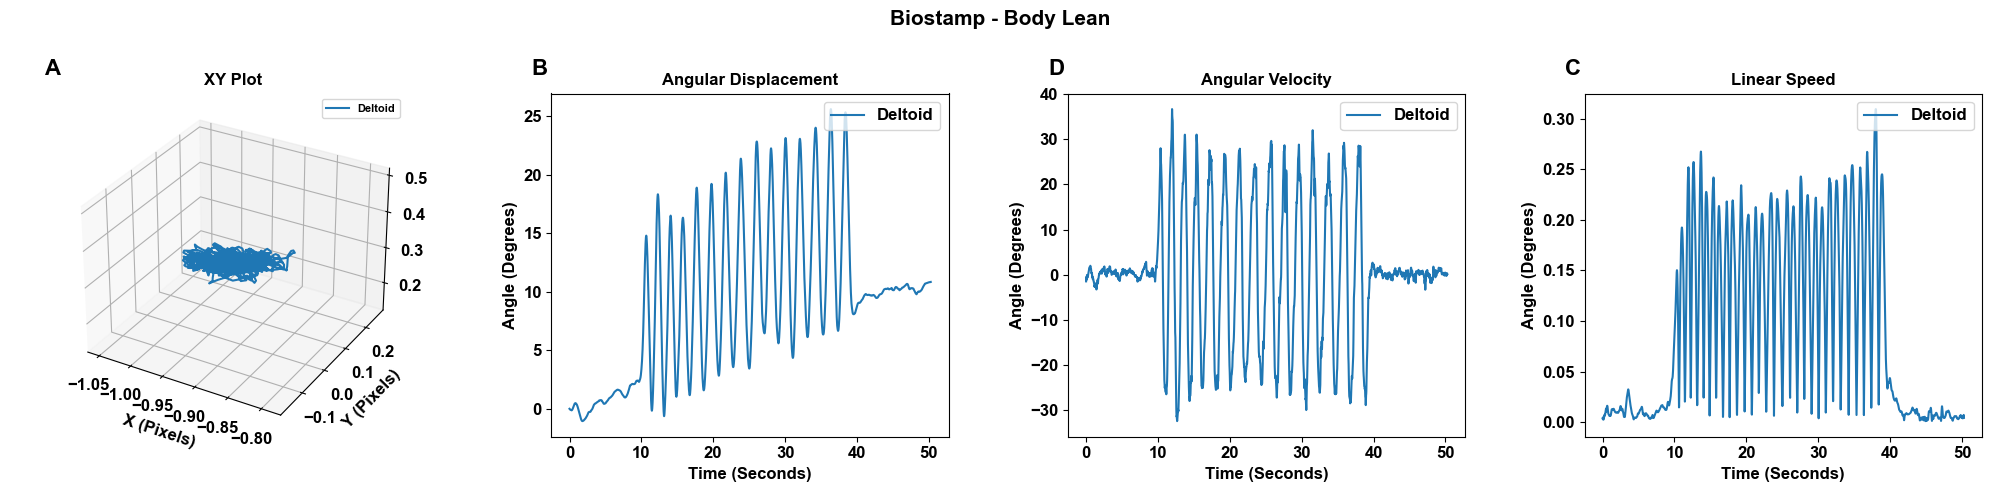 Biostamp - Body Lean
A
XY Plot
Deltoid
0.5
0.4
0.3
0.2
0.2
0.1
0.0
−0.1
Y (Pixels)
−1.05
−1.00
−0.95
−0.90
−0.85
−0.80
X (Pixels)
B
Angular Displacement
Deltoid
25
20
15
10
5
0
Angle (Degrees)
0 10 20 30 40 50
Time (Seconds)
D
Angular Velocity
Deltoid
40
30
20
10
0
−10
−20
−30
Angle (Degrees)
0 10 20 30 40 50
Time (Seconds)
C
Linear Speed
Deltoid
0.30
0.25
0.20
0.15
0.10
0.05
0.00
Angle (Degrees)
0 10 20 30 40 50
Time (Seconds)